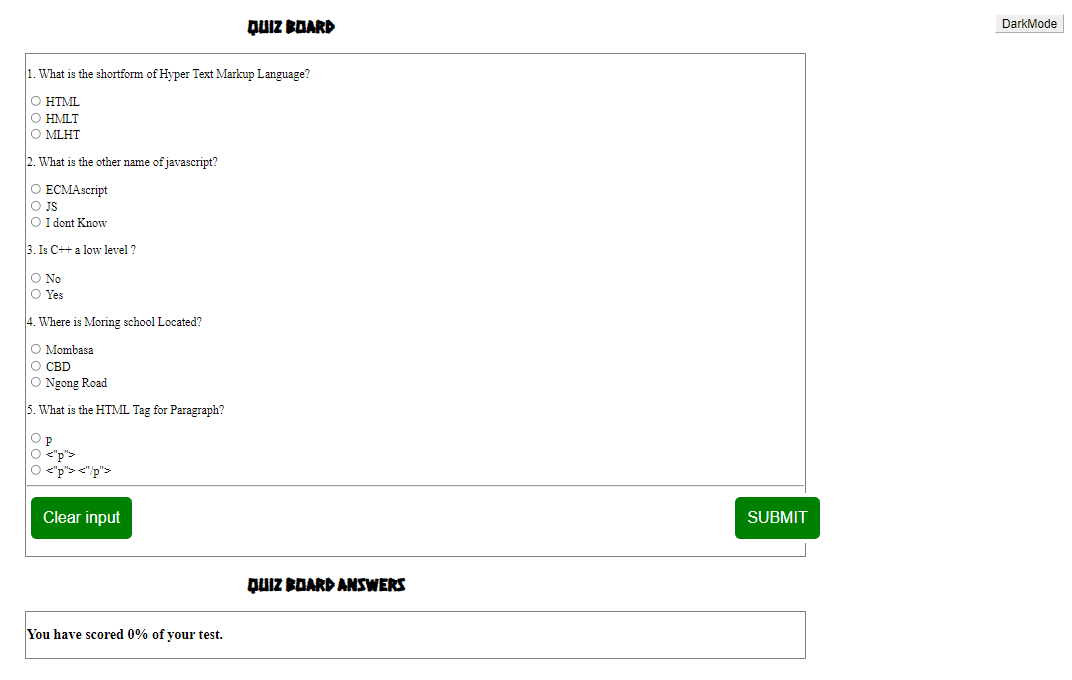 QUIZ BOARD
DarkMode
1. What is the shortform of Hyper Text Markup Language?
HTML
HMLT
MLHT
2. What is the other name of javascript?
ECMAscript
JS
I dont Know
3. Is C++ a low level ?
No
Yes
4. Where is Moring school Located?
Mombasa
CBD
Ngong Road
5. What is the HTML Tag for Paragraph?
p
<"p">
<"p"> <"/p">
Clear input
SUBMIT
QUIZ BOARD ANSWERS
You have scored 0% of your test.